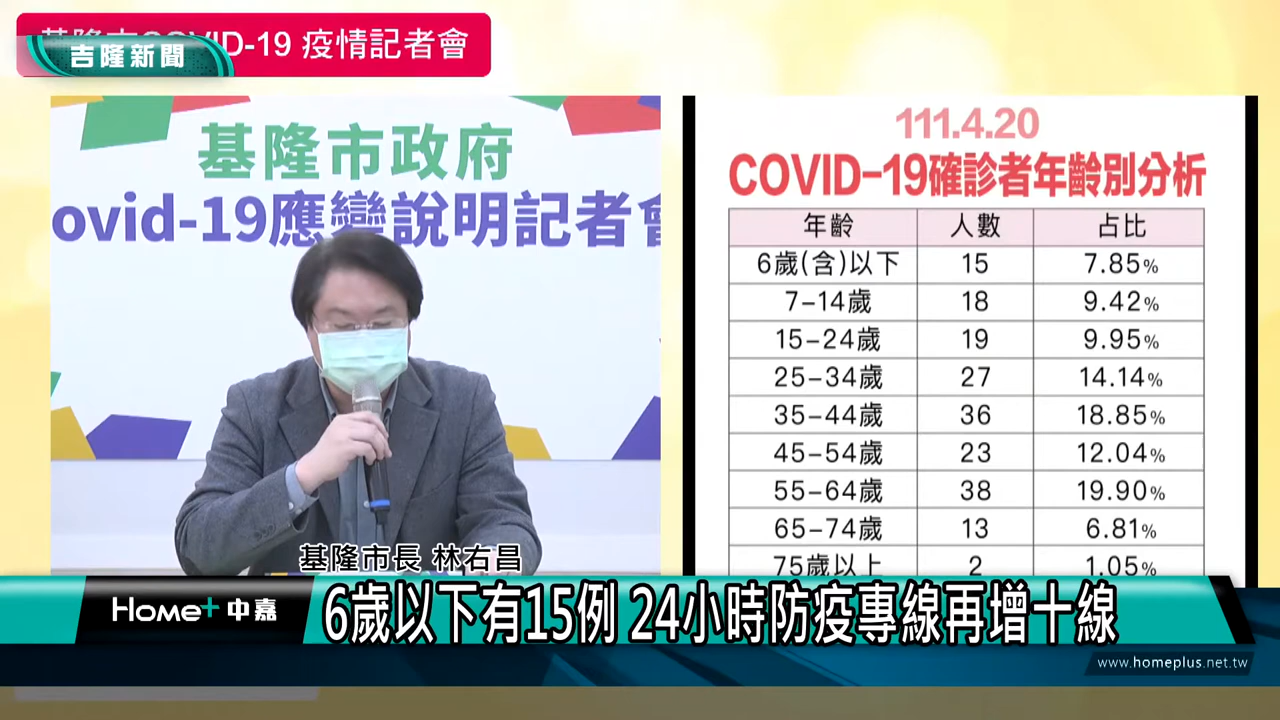 COVID-19 疫情記者會
吉隆新聞
基隆市政府
ovid-19應變說明記者會
基隆市長 林右昌
111.4.20
COVID-19確診者年齡別分析
年齡 人數 占比
6歲(含)以下 15 7.85%
7-14歲 18 9.42%
15-24歲 19 9.95%
25-34歲 27 14.14%
35-44歲 36 18.85%
45-54歲 23 12.04%
55-64歲 38 19.90%
65-74歲 13 6.81%
75歲以上 2 1.05%
Home+ 中嘉
6歲以下有15例 24小時防疫專線再增十線
www.homeplus.net.tw